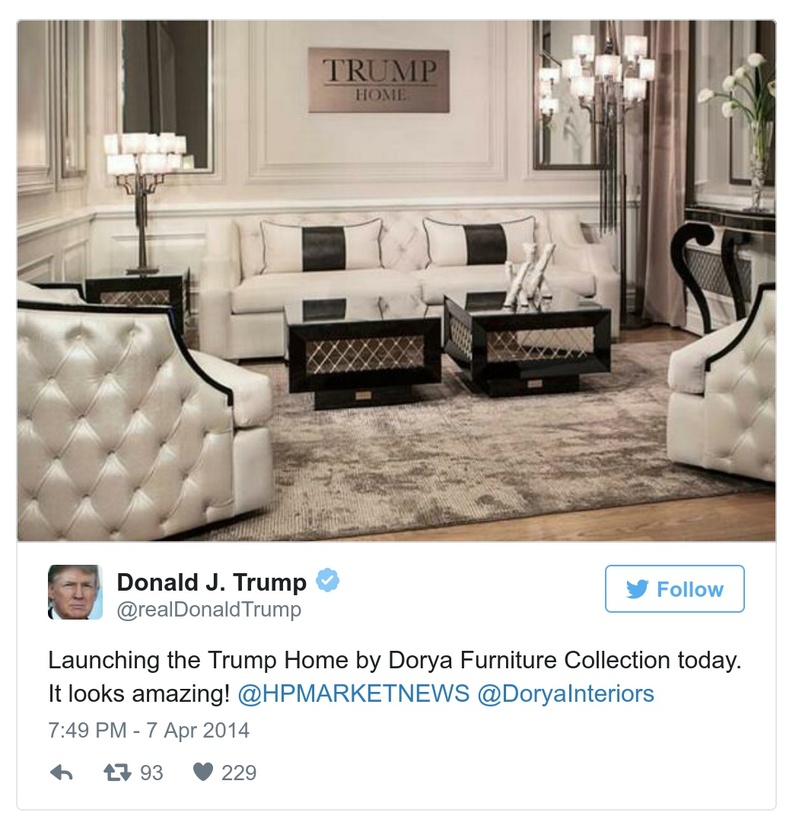 TRUMP
HOME
Donald J. Trump
@realDonaldTrump
Follow
Launching the Trump Home by Dorya Furniture Collection today.
It looks amazing! @HPMARKETNEWS @DoryaInteriors
7:49 PM - 7 Apr 2014
93 229